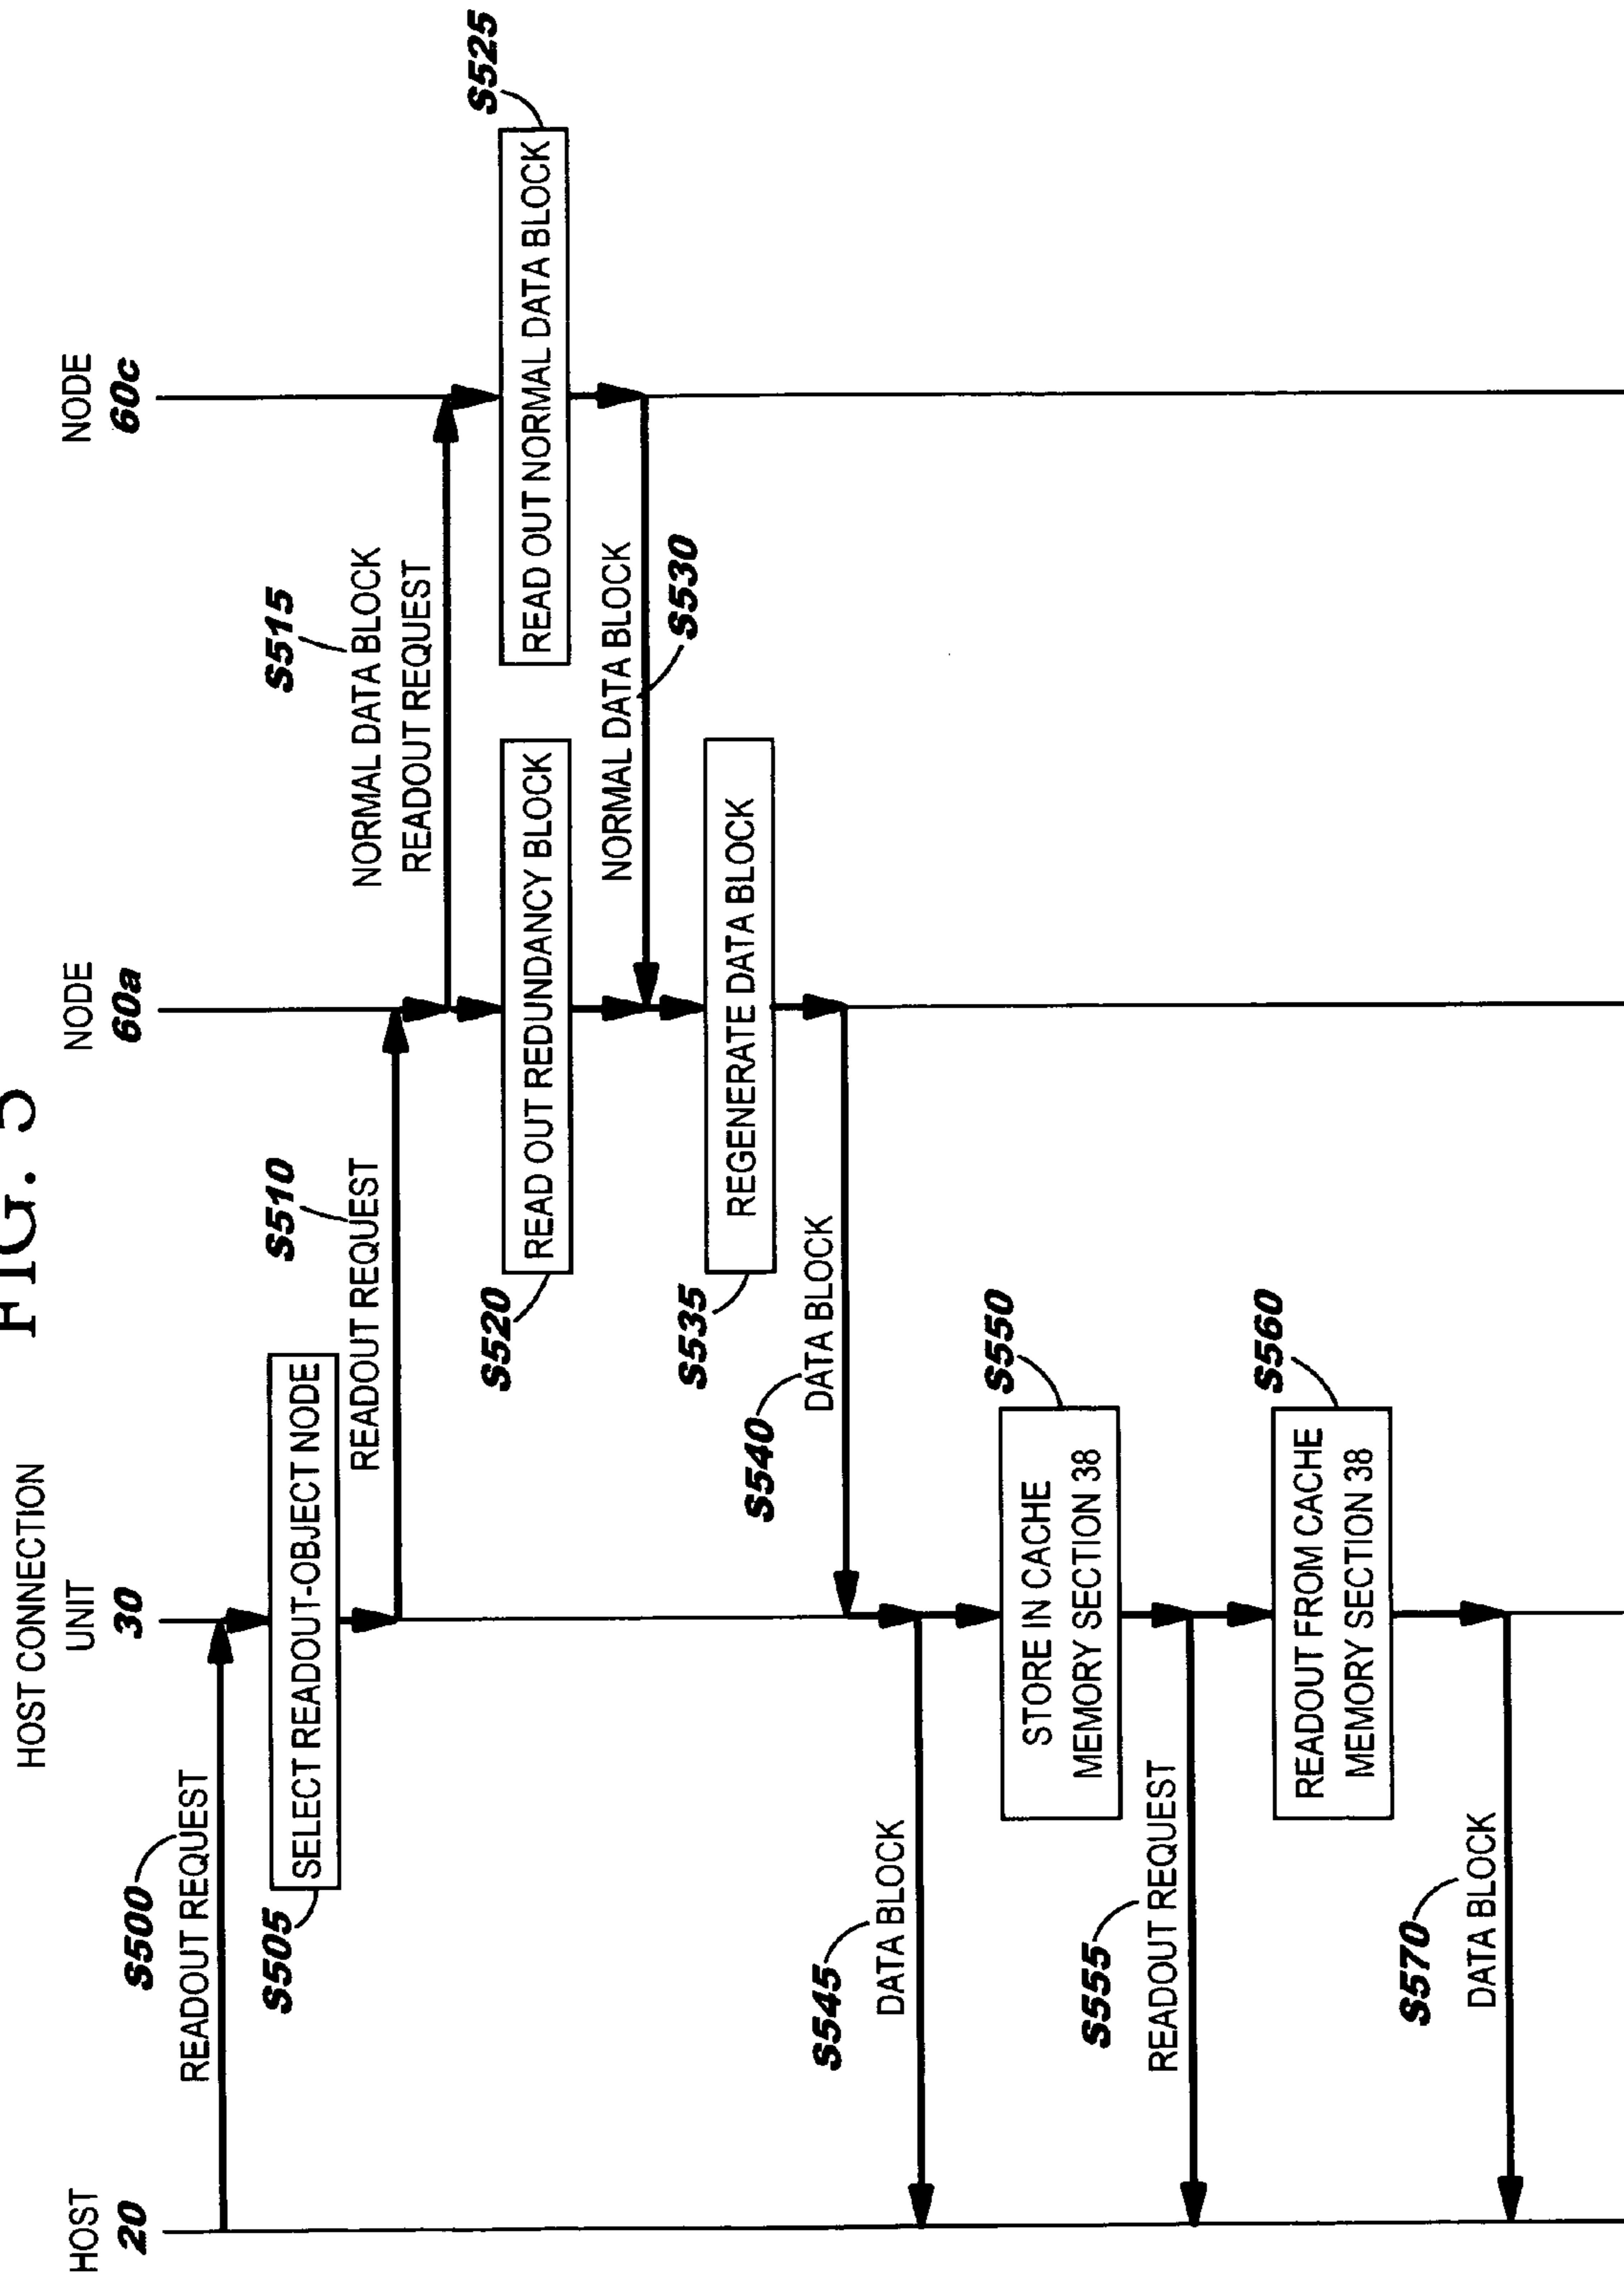 FIG. 5
HOST
20
HOST CONNECTION
UNIT
30
NODE
60a
NODE
60c
S500
READOUT REQUEST
S505
SELECT READOUT-OBJECT NODE
S510
READOUT REQUEST
S515
NORMAL DATA BLOCK
READOUT REQUEST
S520
READ OUT REDUNDANCY BLOCK
S525
READ OUT NORMAL DATA BLOCK
NORMAL DATA BLOCK
S530
S535
REGENERATE DATA BLOCK
S540
DATA BLOCK
S545
DATA BLOCK
S550
STORE IN CACHE
MEMORY SECTION 38
S555
READOUT REQUEST
S560
READOUT FROM CACHE
MEMORY SECTION 38
S570
DATA BLOCK